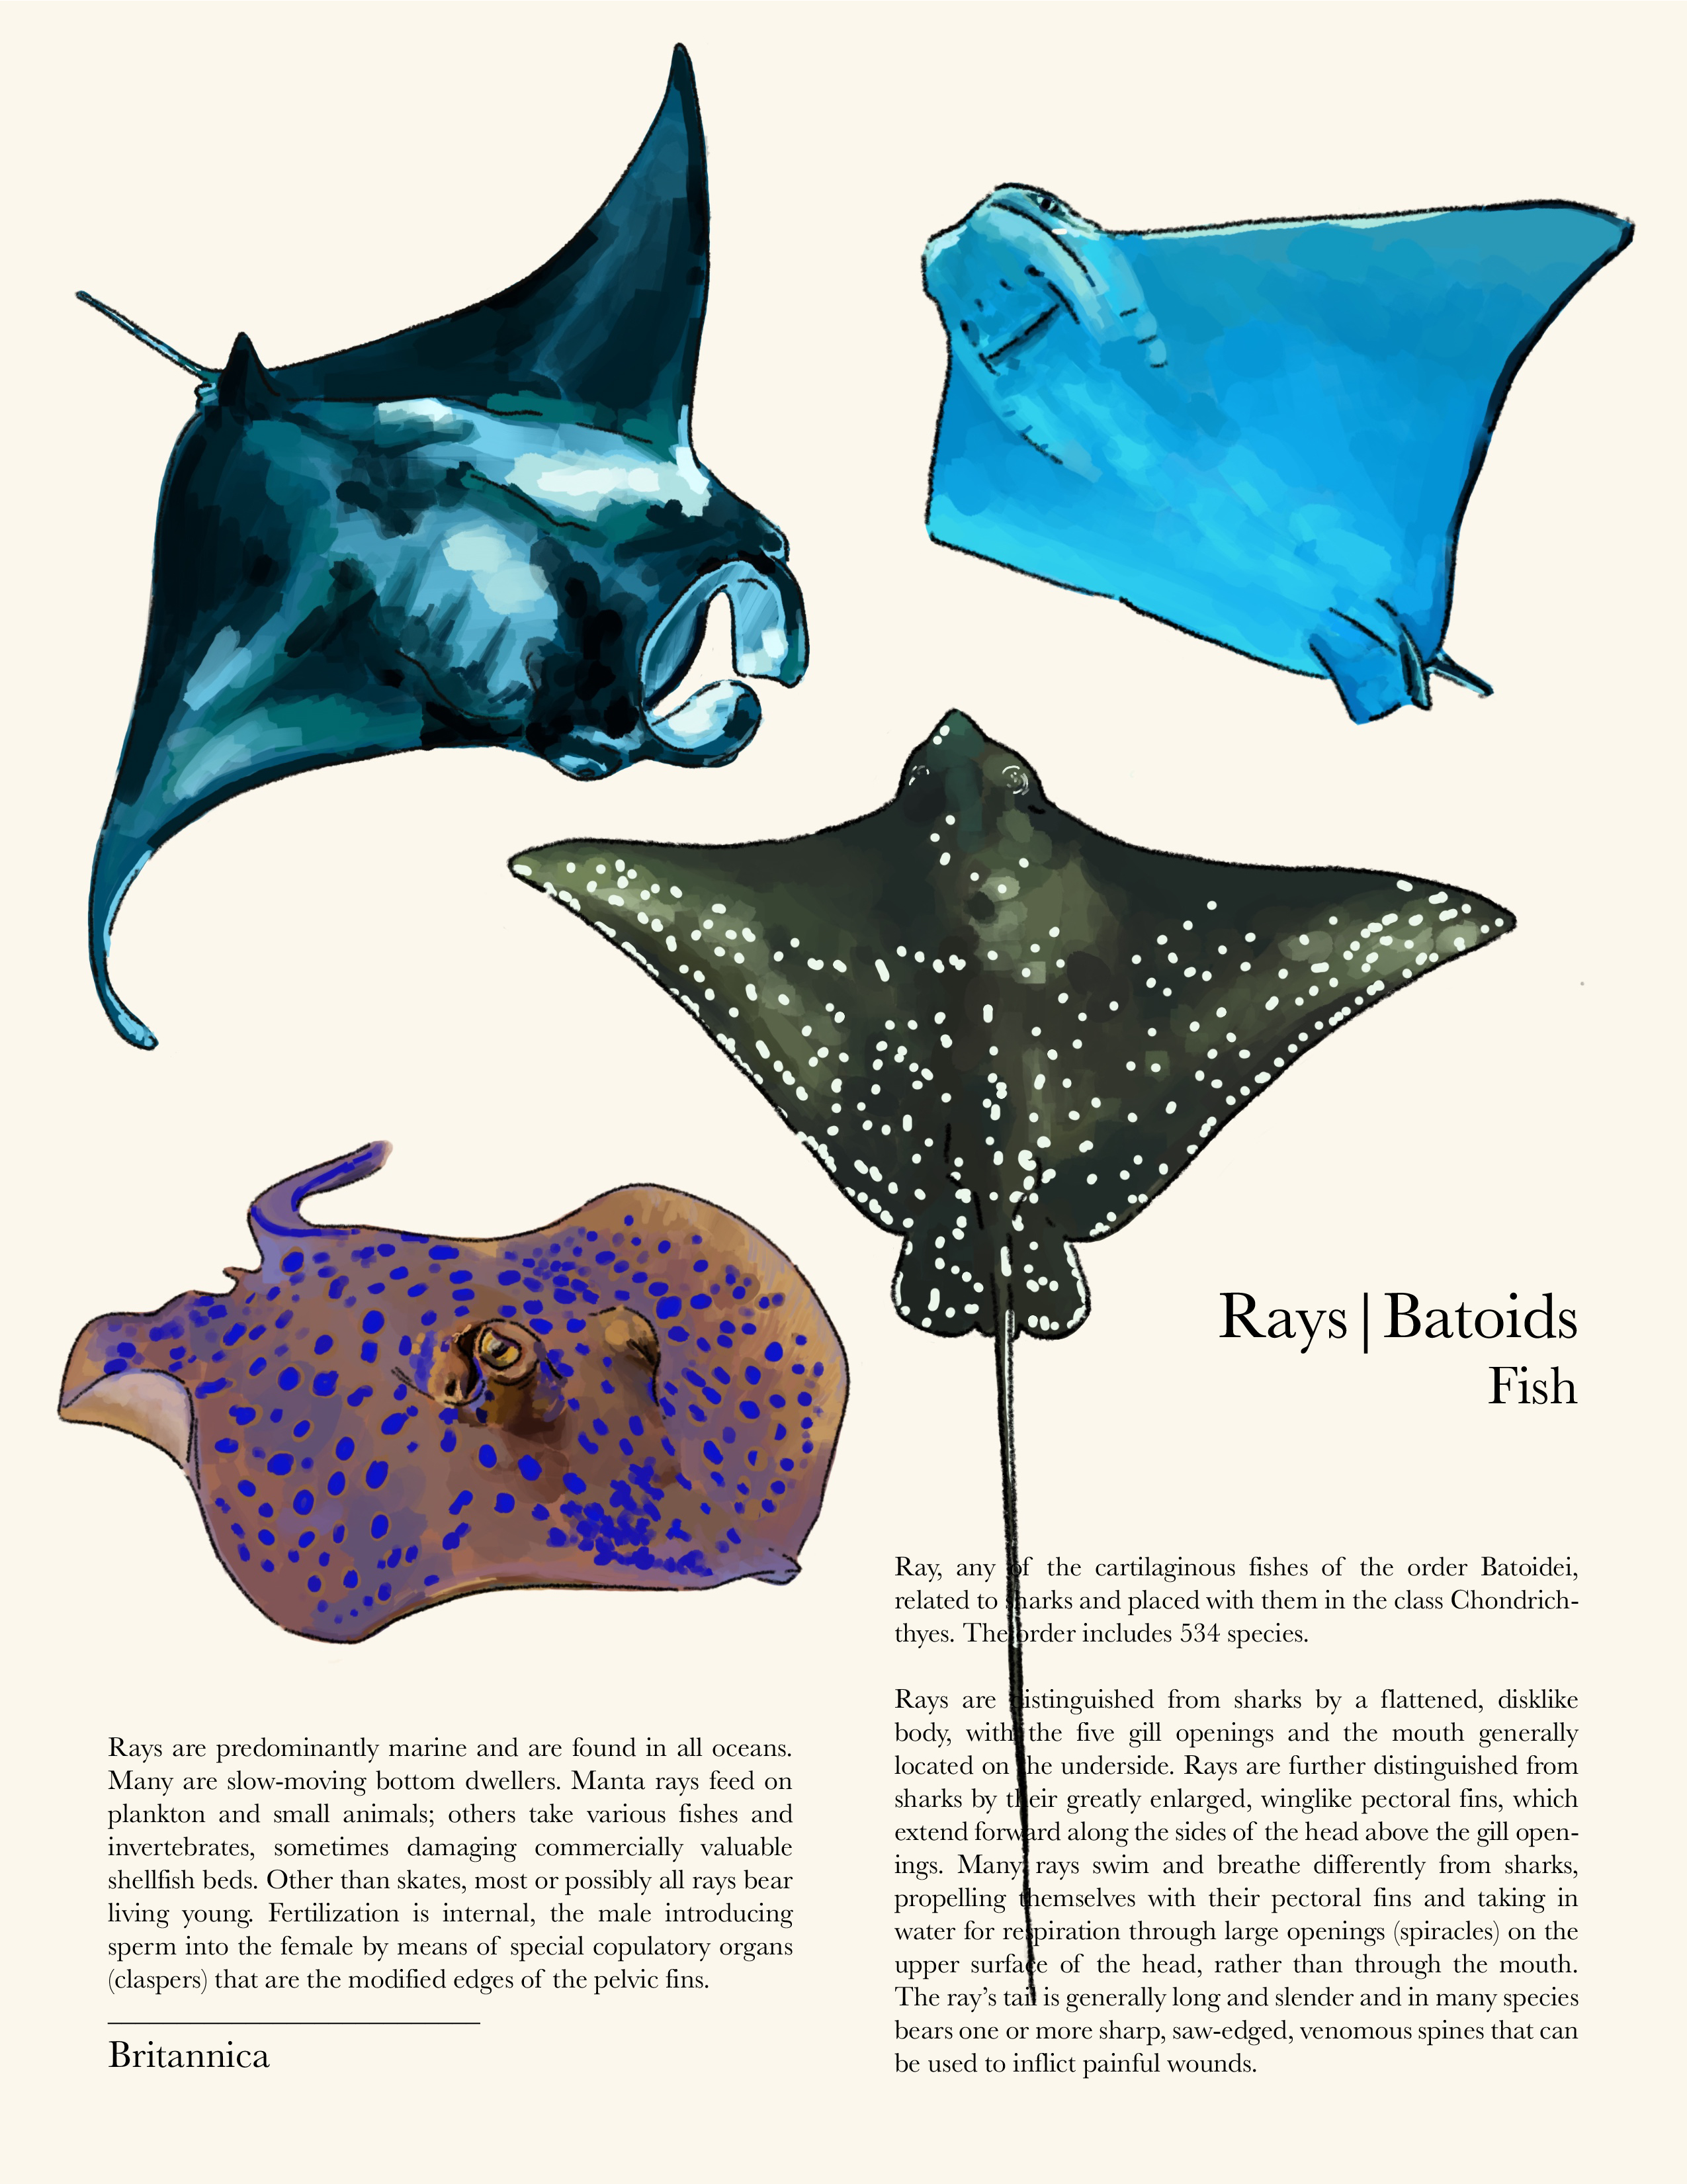 Rays|Batoids
Fish
Ray, any of the cartilaginous fishes of the order Batoidei,
related to sharks and placed with them in the class Chondrich-
thyes. The order includes 534 species.
Rays are distinguished from sharks by a flattened, disklike
body, with the five gill openings and the mouth generally
located on the underside. Rays are further distinguished from
sharks by their greatly enlarged, winglike pectoral fins, which
extend forward along the sides of the head above the gill open-
ings. Many rays swim and breathe differently from sharks,
propelling themselves with their pectoral fins and taking in
water for respiration through large openings (spiracles) on the
upper surface of the head, rather than through the mouth.
The ray’s tail is generally long and slender and in many species
bears one or more sharp, saw-edged, venomous spines that can
be used to inflict painful wounds.
Rays are predominantly marine and are found in all oceans.
Many are slow-moving bottom dwellers. Manta rays feed on
plankton and small animals; others take various fishes and
invertebrates, sometimes damaging commercially valuable
shellfish beds. Other than skates, most or possibly all rays bear
living young. Fertilization is internal, the male introducing
sperm into the female by means of special copulatory organs
(claspers) that are the modified edges of the pelvic fins.
Britannica